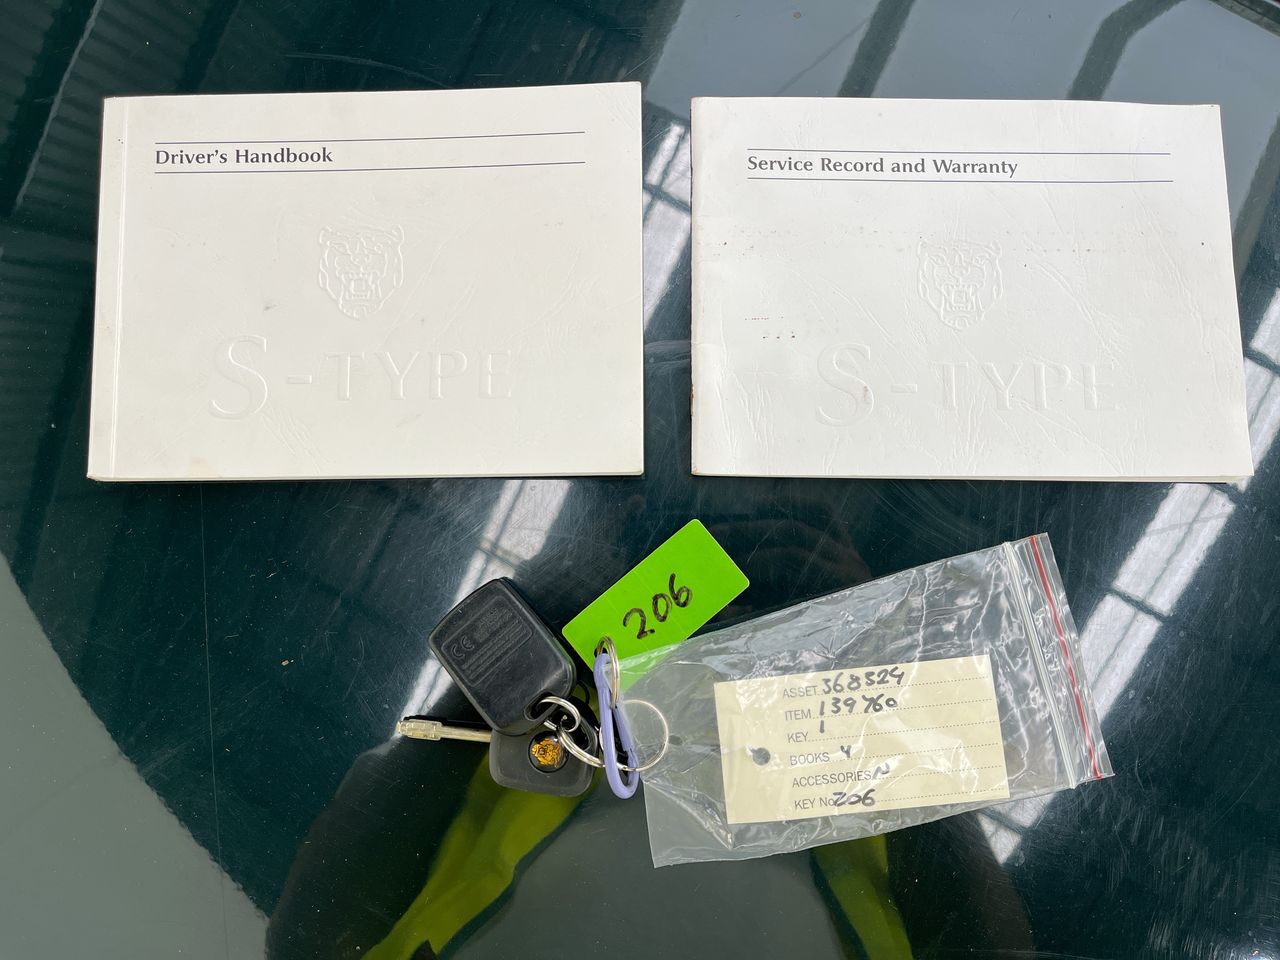 Driver's Handbook
S-TYPE
Service Record and Warranty
S-TYPE
206
CE
ASSET 368524
ITEM 139760
KEY 1
BOOKS Y
ACCESSORIES N
KEY No 206